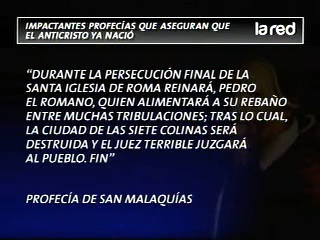 IMPACTANTES PROFECÍAS QUE ASEGURAN QUE
EL ANTICRISTO YA NACIÓ
la red
“DURANTE LA PERSECUCIÓN FINAL DE LA
SANTA IGLESIA DE ROMA REINARÁ, PEDRO
EL ROMANO, QUIEN ALIMENTARÁ A SU REBAÑO
ENTRE MUCHAS TRIBULACIONES; TRAS LO CUAL,
LA CIUDAD DE LAS SIETE COLINAS SERÁ
DESTRUIDA Y EL JUEZ TERRIBLE JUZGARÁ
AL PUEBLO. FIN”
PROFECÍA DE SAN MALAQUÍAS